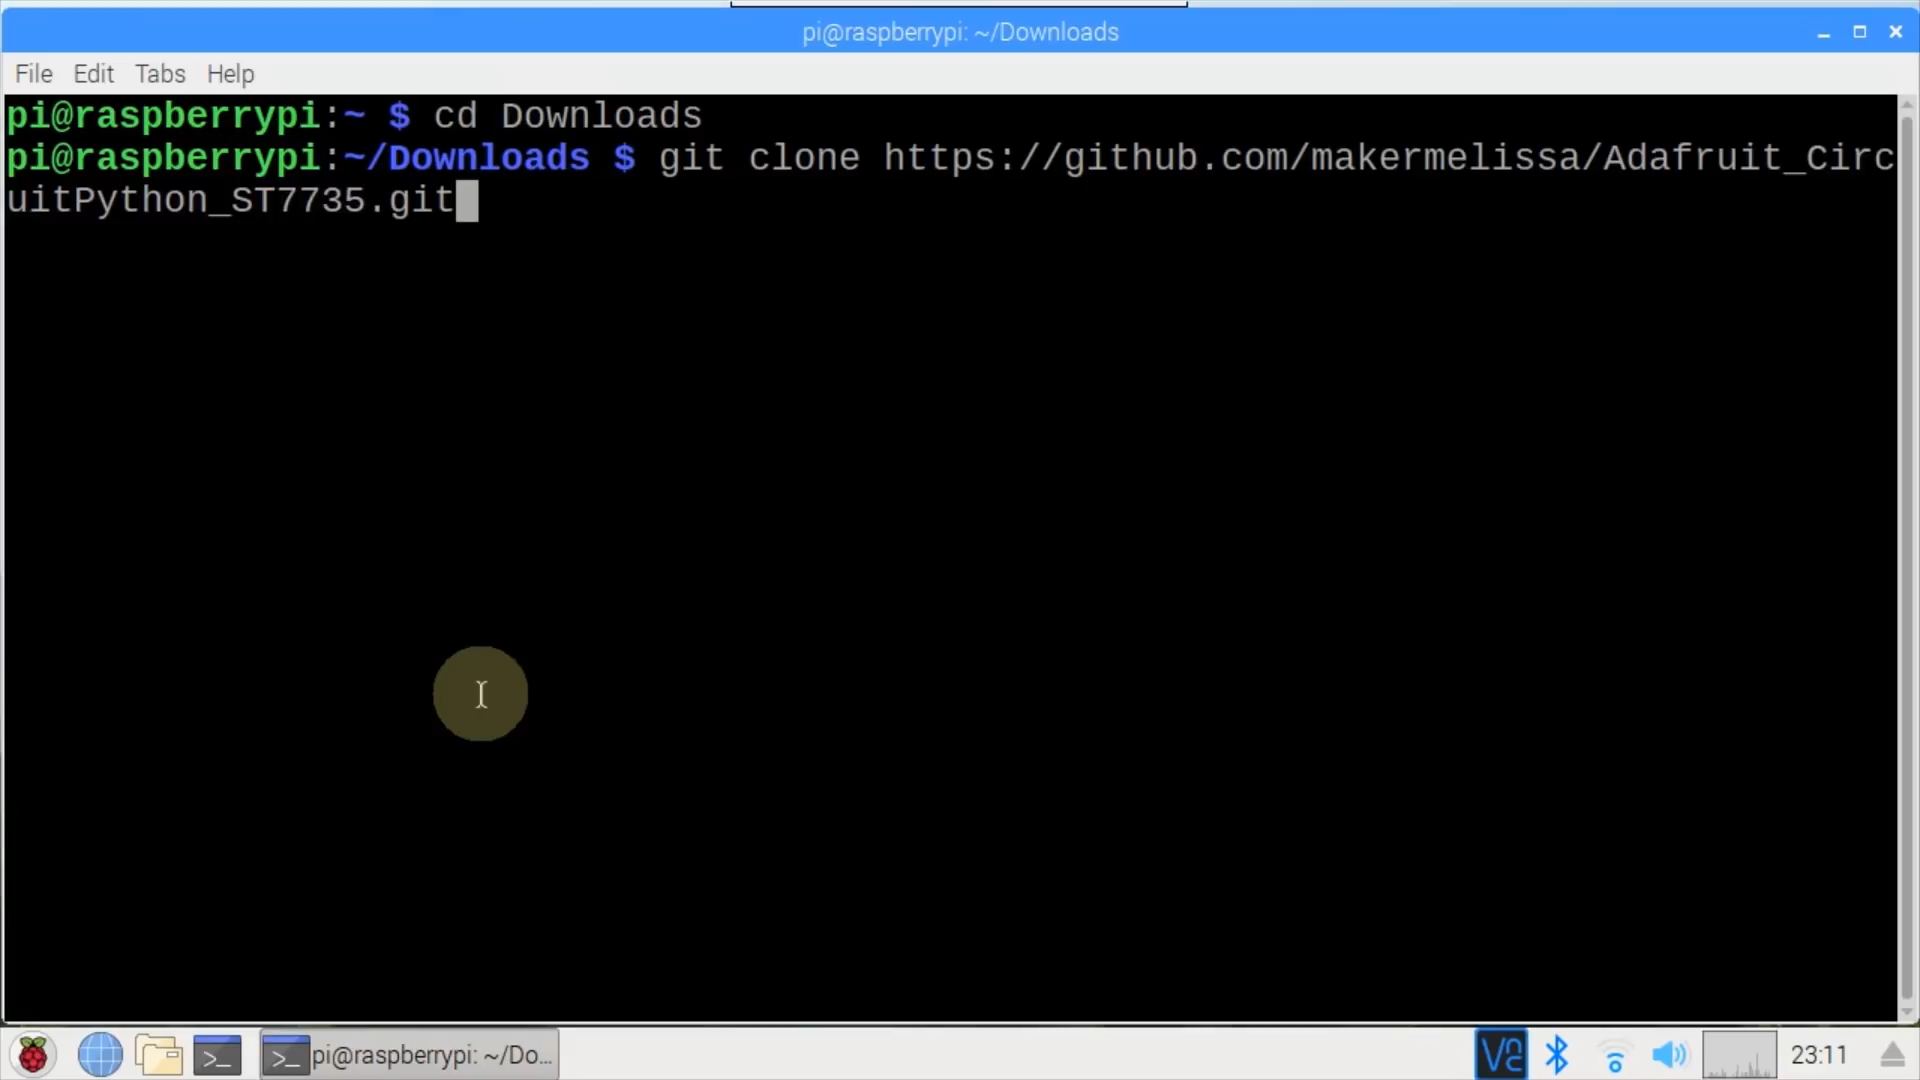 pi@raspberrypi: ~/Downloads
File Edit Tabs Help
pi@raspberrypi:~ $ cd Downloads
pi@raspberrypi:~/Downloads $ git clone https://github.com/makermelissa/Adafruit_Circ
uitPython_ST7735.git
pi@raspberrypi: ~/Do...
23:11